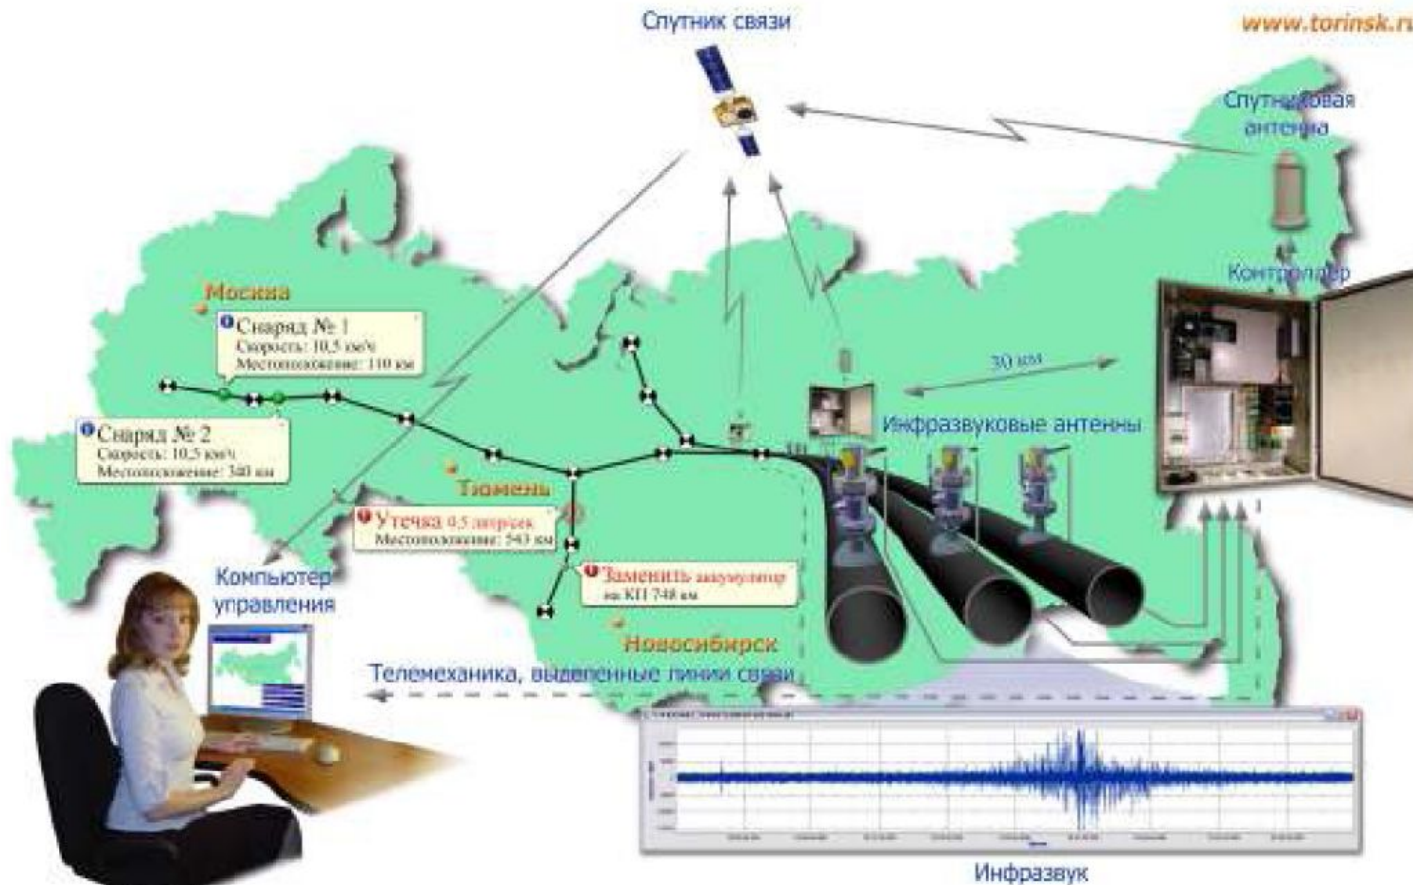 Спутник связи
www.torinsk.ru
Спутниковая
антенна
Контроллер
Москва
Снаряд № 1
Скорость: 10,5 км/ч
Местоположение: 110 км
30 км
Инфразвуковые антенны
Снаряд № 2
Скорость: 10,5 км/ч
Местоположение: 340 км
Тюмень
Утечка 0.5 литр/сек
Местоположение: 543 км
Заменить аккумулятор
на КП 748 км
Компьютер
управления
Новосибирск
Телемеханика, выделенные линии связи
Инфразвук